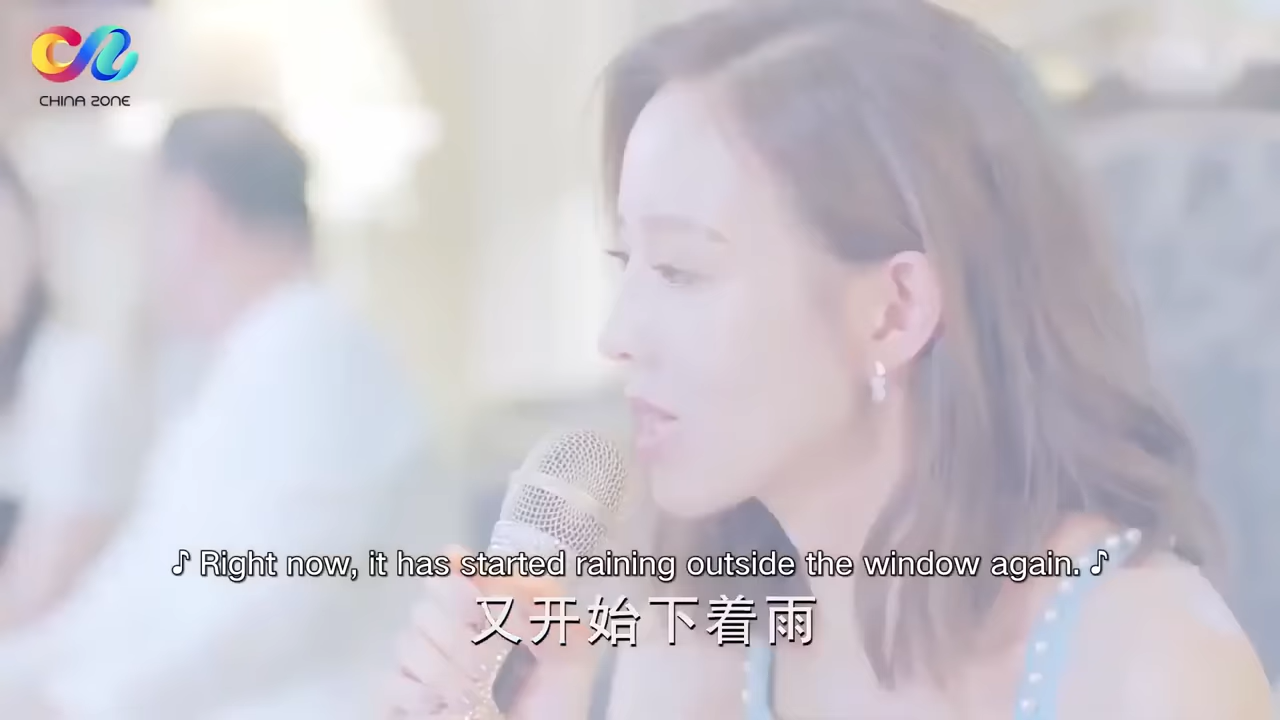 CHINA ZONE
♪ Right now, it has started raining outside the window again. ♪
又开始下着雨